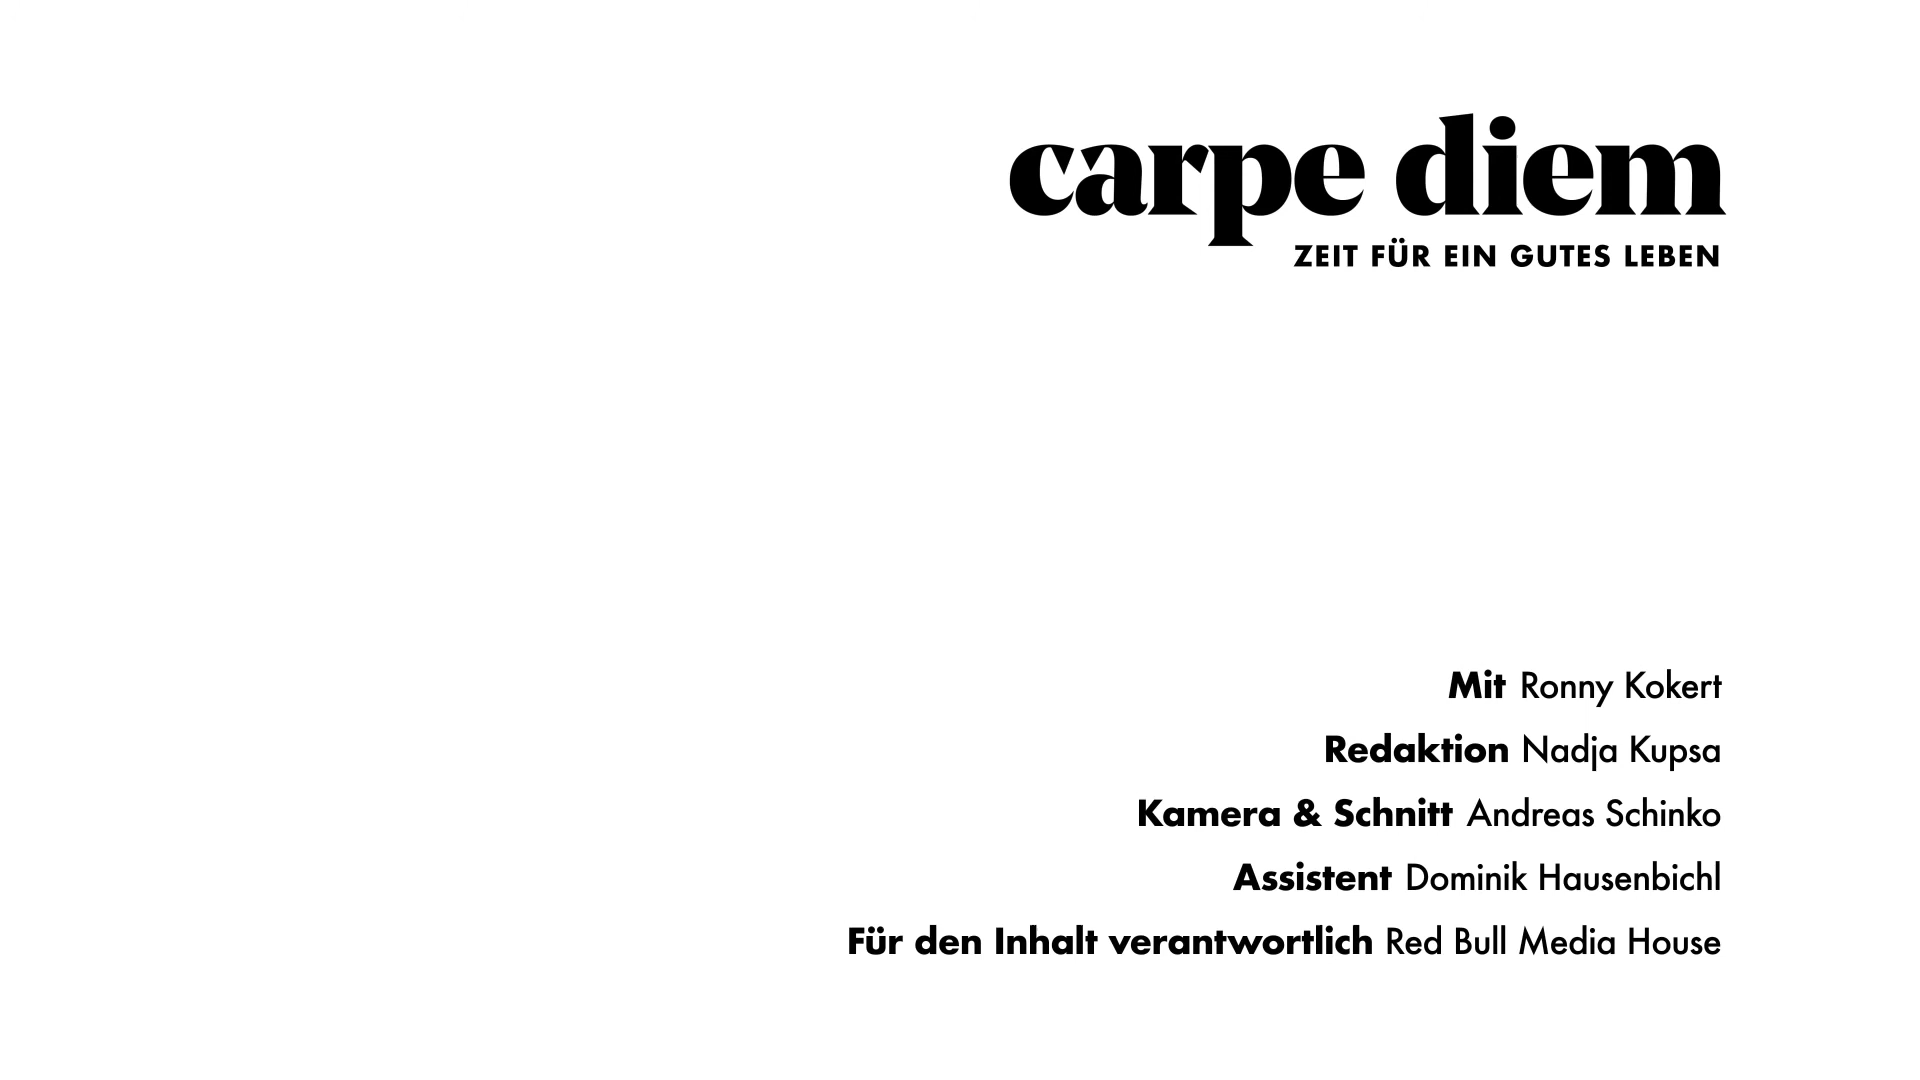 carpe diem
ZEIT FÜR EIN GUTES LEBEN
Mit Ronny Kokert
Redaktion Nadja Kupsa
Kamera & Schnitt Andreas Schinko
Assistent Dominik Hausenbichl
Für den Inhalt verantwortlich Red Bull Media House